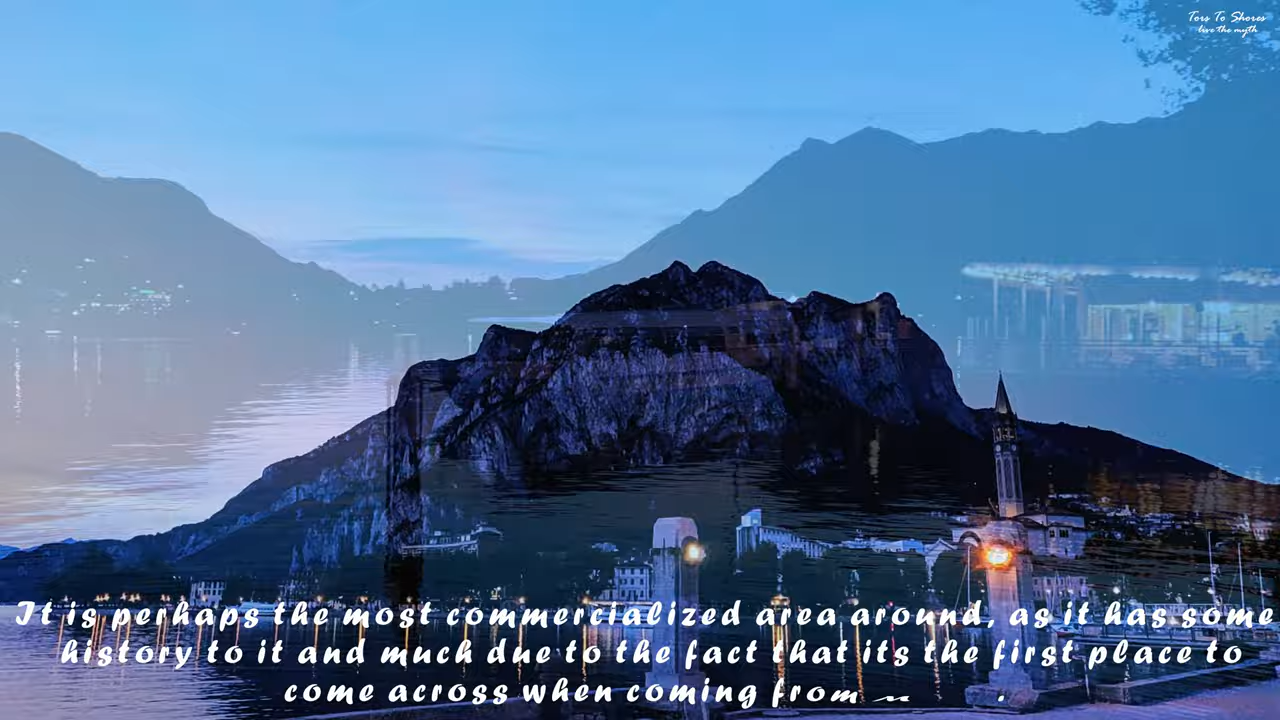 Tors To Shores
live the myth
It is perhaps the most commercialized area around, as it has some
history to it and much due to the fact that its the first place to
come across when coming from